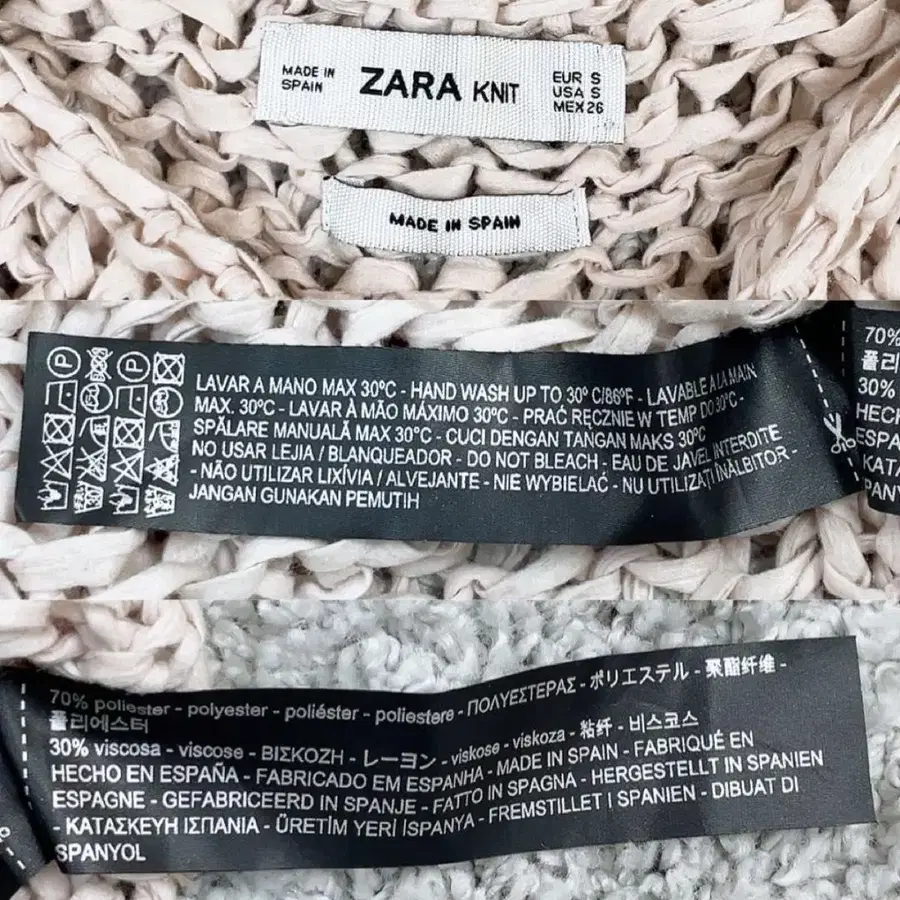 MADE IN
SPAIN
ZARA KNIT
EUR S
USA S
MEX 26
MADE IN SPAIN
LAVAR A MANO MAX 30ºC - HAND WASH UP TO 30º C/86ºF - LAVABLE A LA MAIN
MAX. 30ºC - LAVAR À MÃO MÁXIMO 30ºC - PRAĆ RĘCZNIE W TEMP DO 30ºC -
SPĂLARE MANUALĂ MAX 30ºC - CUCI DENGAN TANGAN MAKS 30ºC
NO USAR LEJIA / BLANQUEADOR - DO NOT BLEACH - EAU DE JAVEL INTERDITE
- NÃO UTILIZAR LIXÍVIA / ALVEJANTE - NIE WYBIELAĆ - NU UTILIZAȚI ÎNĂLBITOR -
JANGAN GUNAKAN PEMUTIH
70%
폴리
30%
HECH
ESPA
KATA
70% poliester - polyester - poliéster - poliestere - ΠΟΛΥΕΣΤΕΡΑΣ - ポリエステル - 聚酯纤维 -
폴리에스터
30% viscosa - viscose - ΒΙΣΚΟΖΗ - レーヨン - viskose - viskoza - 粘纤 - 비스코스
HECHO EN ESPAÑA - FABRICADO EM ESPANHA - MADE IN SPAIN - FABRIQUÉ EN
ESPAGNE - GEFABRICEERD IN SPANJE - FATTO IN SPAGNA - HERGESTELLT IN SPANIEN
- ΚΑΤΑΣΚΕΥΗ ΙΣΠΑΝΙΑ - ÜRETİM YERİ İSPANYA - FREMSTILLET I SPANIEN - DIBUAT DI
SPANYOL